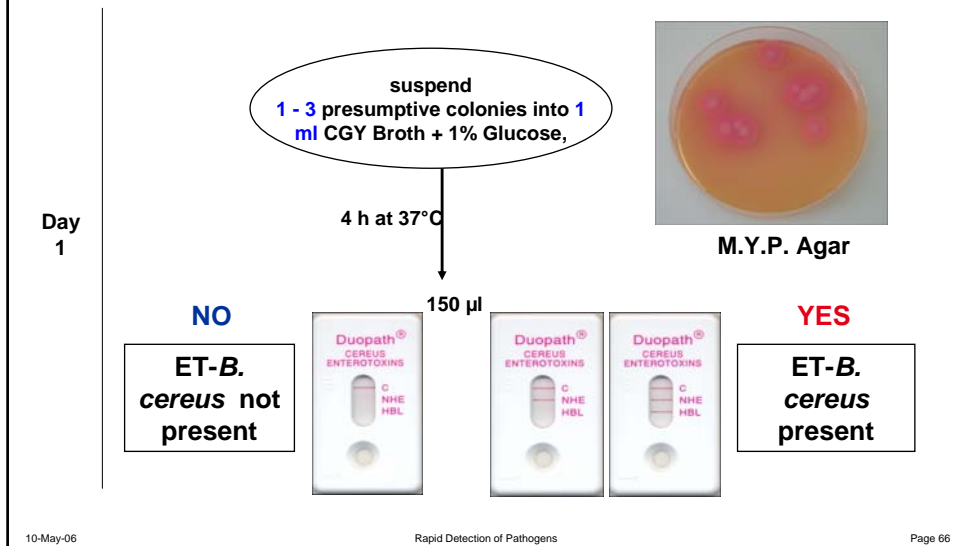 suspend
1 - 3 presumptive colonies into 1
ml CGY Broth + 1% Glucose,
Day
1
4 h at 37°C
M.Y.P. Agar
150 µl
NO
ET-B.
cereus not
present
Duopath®
CEREUS
ENTEROTOXINS
C
NHE
HBL
Duopath®
CEREUS
ENTEROTOXINS
C
NHE
HBL
Duopath®
CEREUS
ENTEROTOXINS
C
NHE
HBL
YES
ET-B.
cereus
present
10-May-06
Rapid Detection of Pathogens
Page 66